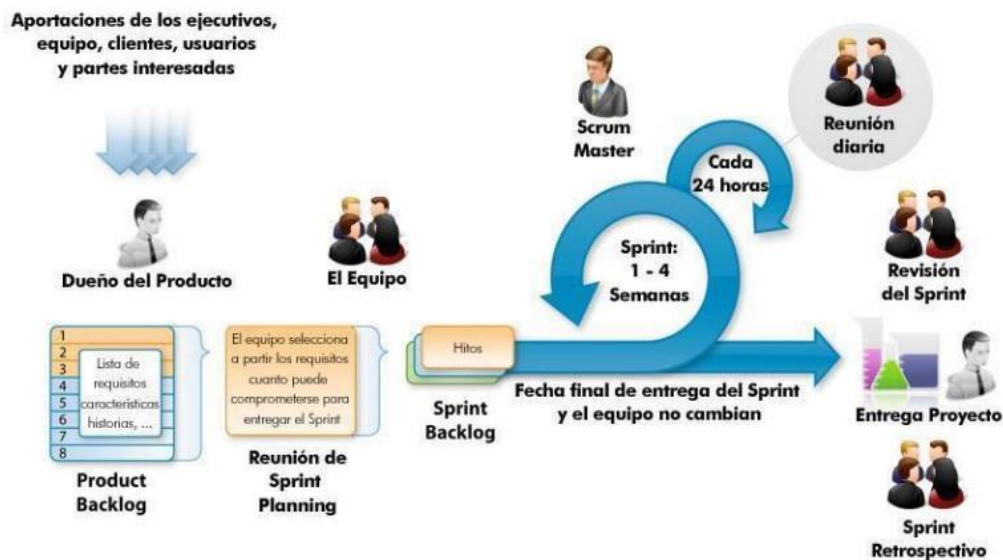 Aportaciones de los ejecutivos,
equipo, clientes, usuarios
y partes interesadas
Dueño del Producto
El Equipo
Scrum
Master
Cada
24 horas
Reunión
diaria
Sprint:
1 - 4
Semanas
Revisión
del Sprint
1
2
3
4
5
6
7
8
Lista de
requisitos
características
historias, ...
Product
Backlog
El equipo selecciona
a partir los requisitos
cuanto puede
comprometerse para
entregar el Sprint
Reunión de
Sprint
Planning
Hitos
Sprint
Backlog
Fecha final de entrega del Sprint
y el equipo no cambian
Entrega Proyecto
Sprint
Retrospectivo